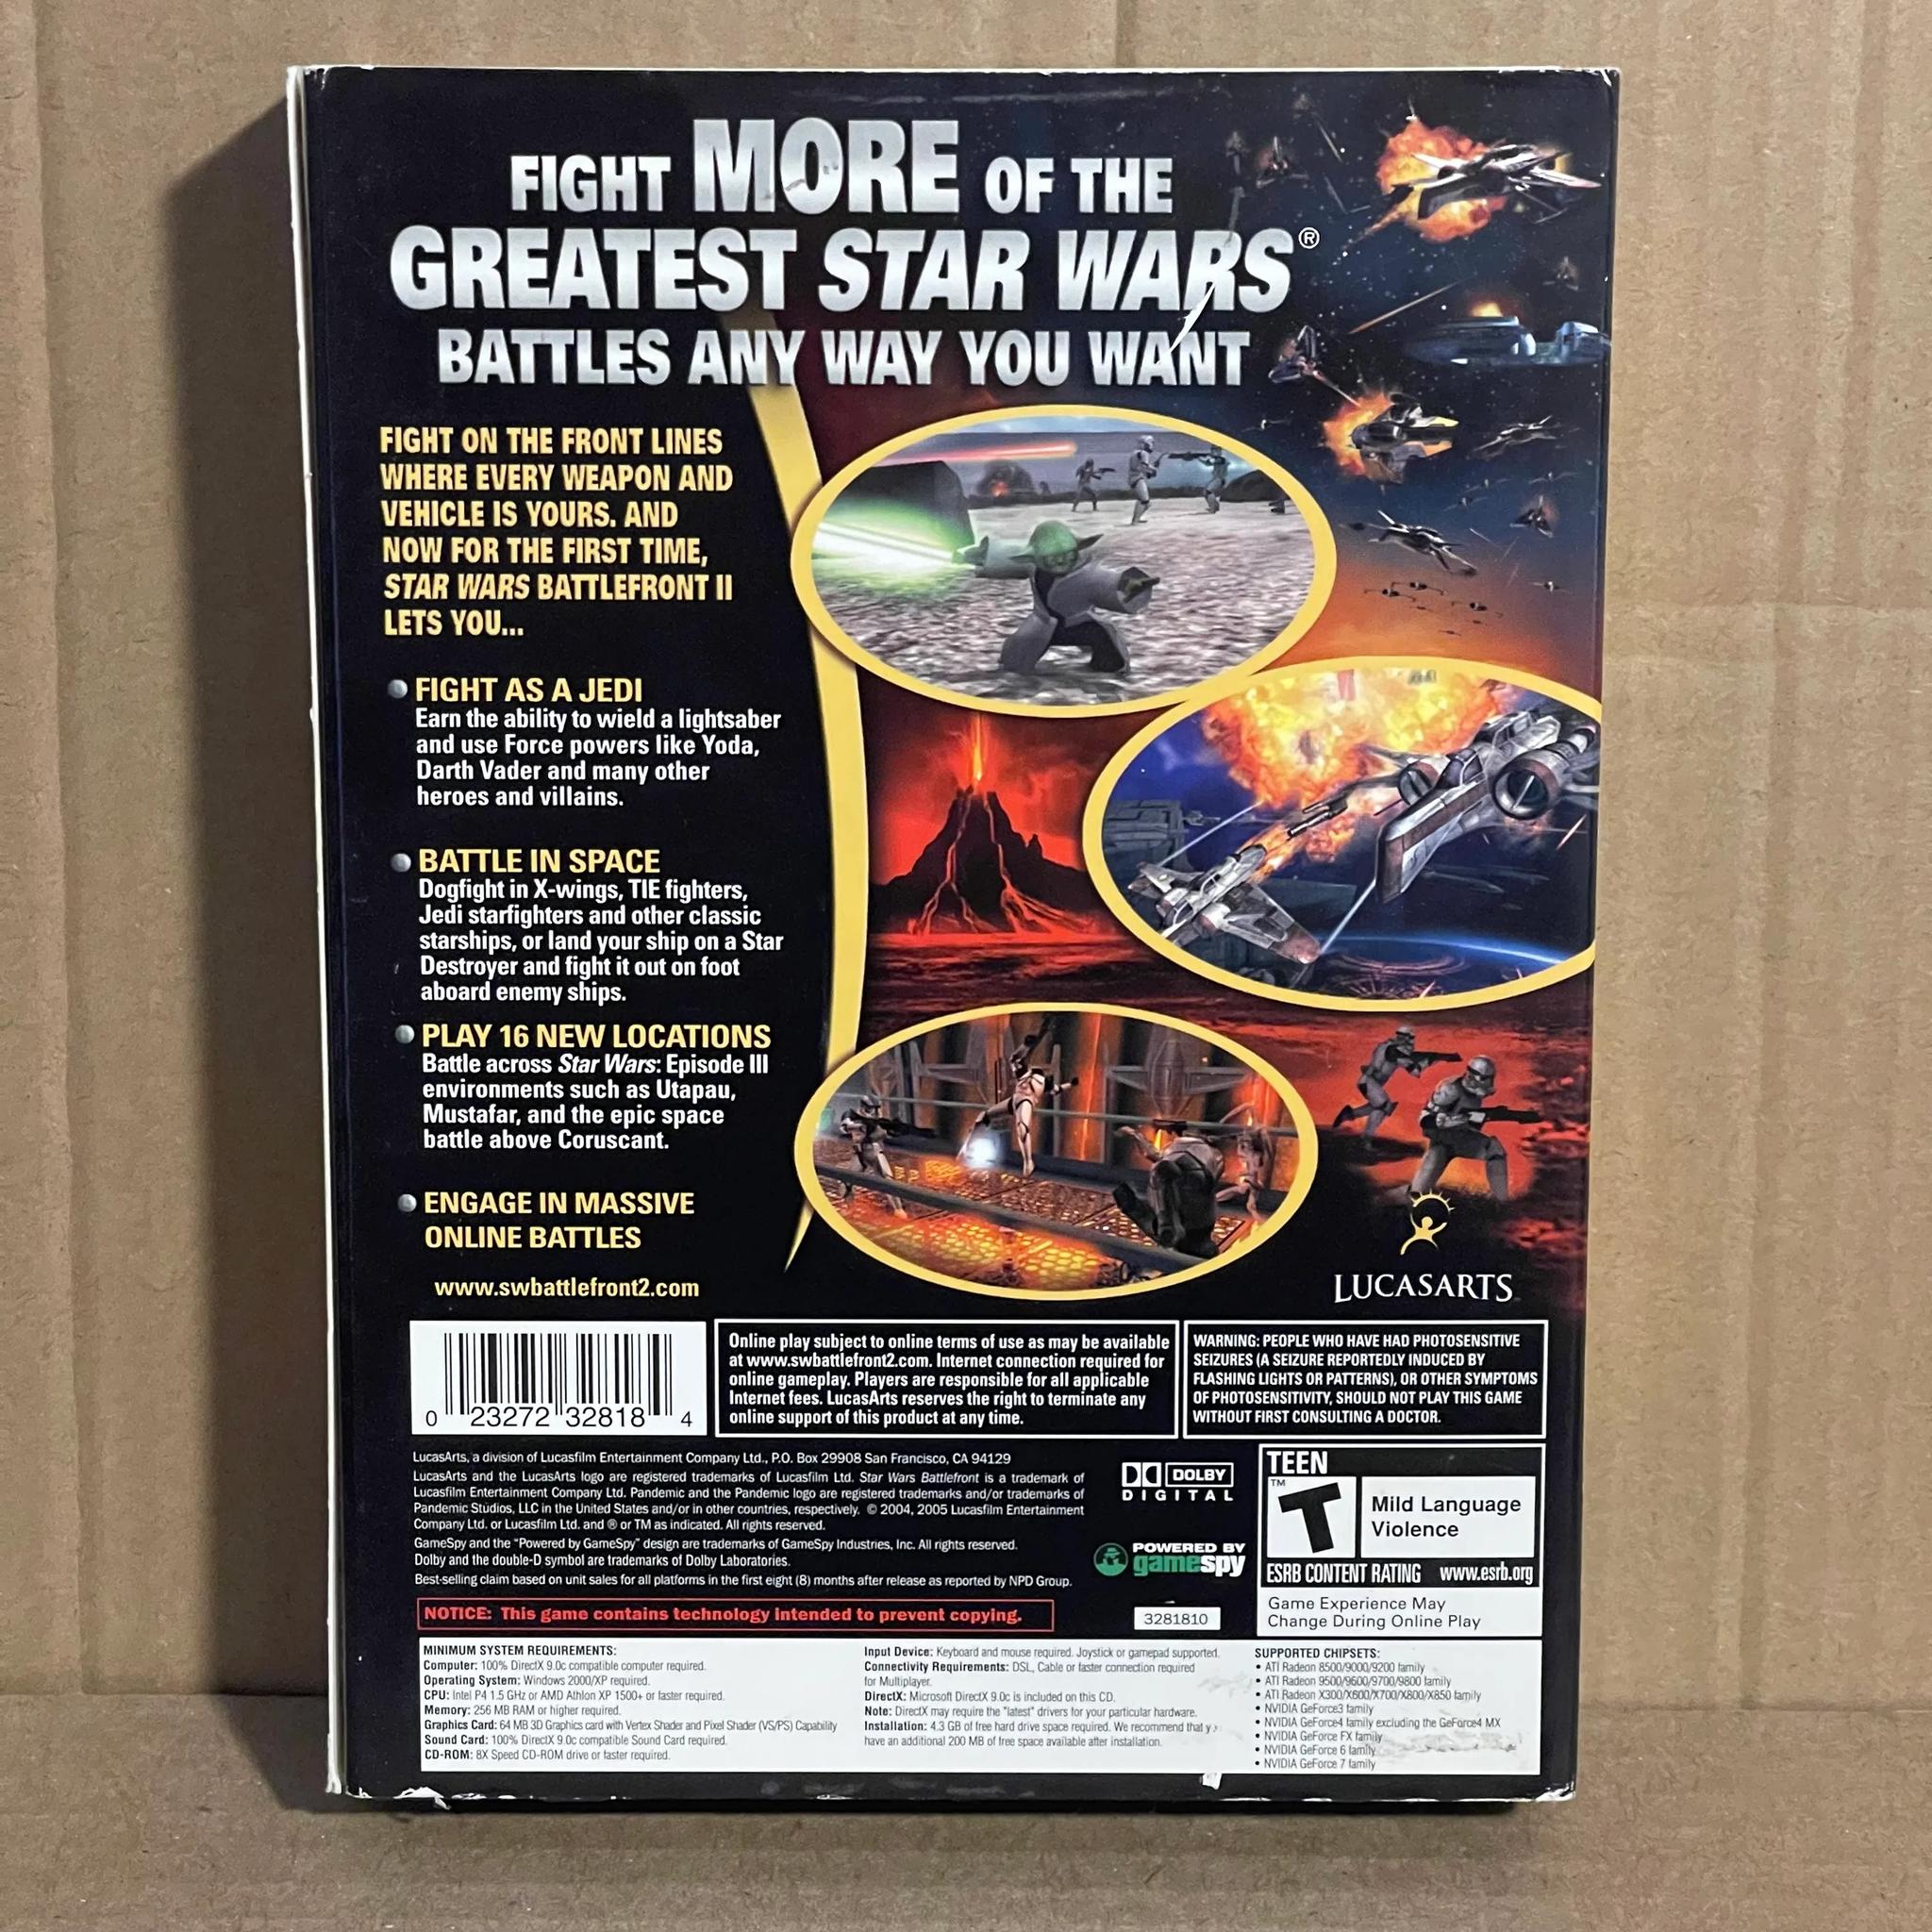 FIGHT MORE OF THE
GREATEST STAR WARS®
BATTLES ANY WAY YOU WANT
FIGHT ON THE FRONT LINES
WHERE EVERY WEAPON AND
VEHICLE IS YOURS. AND
NOW FOR THE FIRST TIME,
STAR WARS BATTLEFRONT II
LETS YOU...
FIGHT AS A JEDI
Earn the ability to wield a lightsaber
and use Force powers like Yoda,
Darth Vader and many other
heroes and villains.
BATTLE IN SPACE
Dogfight in X-wings, TIE fighters,
Jedi starfighters and other classic
starships, or land your ship on a Star
Destroyer and fight it out on foot
aboard enemy ships.
PLAY 16 NEW LOCATIONS
Battle across Star Wars: Episode III
environments such as Utapau,
Mustafar, and the epic space
battle above Coruscant.
ENGAGE IN MASSIVE
ONLINE BATTLES
www.swbattlefront2.com
LUCASARTS
0 23272 32818 4
Online play subject to online terms of use as may be available
at www.swbattlefront2.com. Internet connection required for
online gameplay. Players are responsible for all applicable
Internet fees. LucasArts reserves the right to terminate any
online support of this product at any time.
WARNING: PEOPLE WHO HAVE HAD PHOTOSENSITIVE
SEIZURES (A SEIZURE REPORTEDLY INDUCED BY
FLASHING LIGHTS OR PATTERNS), OR OTHER SYMPTOMS
OF PHOTOSENSITIVITY, SHOULD NOT PLAY THIS GAME
WITHOUT FIRST CONSULTING A DOCTOR.
LucasArts, a division of Lucasfilm Entertainment Company Ltd., P.O. Box 29908 San Francisco, CA 94129
LucasArts and the LucasArts logo are registered trademarks of Lucasfilm Ltd. Star Wars Battlefront is a trademark of
Lucasfilm Entertainment Company Ltd. Pandemic and the Pandemic logo are registered trademarks and/or trademarks of
Pandemic Studios, LLC in the United States and/or in other countries, respectively. © 2004, 2005 Lucasfilm Entertainment
Company Ltd. or Lucasfilm Ltd. and ® or TM as indicated. All rights reserved.
GameSpy and the "Powered by GameSpy" design are trademarks of GameSpy Industries, Inc. All rights reserved.
Dolby and the double-D symbol are trademarks of Dolby Laboratories.
Best-selling claim based on unit sales for all platforms in the first eight (8) months after release as reported by NPD Group.
NOTICE: This game contains technology intended to prevent copying.
DOLBY
DIGITAL
POWERED BY
gamespy
3281810
TEEN
T™
Mild Language
Violence
ESRB CONTENT RATING www.esrb.org
Game Experience May
Change During Online Play
MINIMUM SYSTEM REQUIREMENTS:
Computer: 100% DirectX 9.0c compatible computer required.
Operating System: Windows 2000/XP required.
CPU: Intel P4 1.5 GHz or AMD Athlon XP 1500+ or faster required.
Memory: 256 MB RAM or higher required.
Graphics Card: 64 MB 3D Graphics card with Vertex Shader and Pixel Shader (VS/PS) Capability
Sound Card: 100% DirectX 9.0c compatible Sound Card required.
CD-ROM: 8X Speed CD-ROM drive or faster required.
Input Device: Keyboard and mouse required. Joystick or gamepad supported.
Connectivity Requirements: DSL, Cable or faster connection required
for Multiplayer.
DirectX: Microsoft DirectX 9.0c is included on this CD.
Note: DirectX may require the "latest" drivers for your particular hardware.
Installation: 4.3 GB of free hard drive space required. We recommend that
have an additional 200 MB of free space available after installation.
SUPPORTED CHIPSETS:
• ATI Radeon 8500/9000/9200 family
• ATI Radeon 9500/9600/9700/9800 family
• ATI Radeon X300/X600/X700/X800/X850 family
• NVIDIA GeForce3 family
• NVIDIA GeForce4 family excluding the GeForce4 MX
• NVIDIA GeForce FX family
• NVIDIA GeForce 6 family
• NVIDIA GeForce 7 family